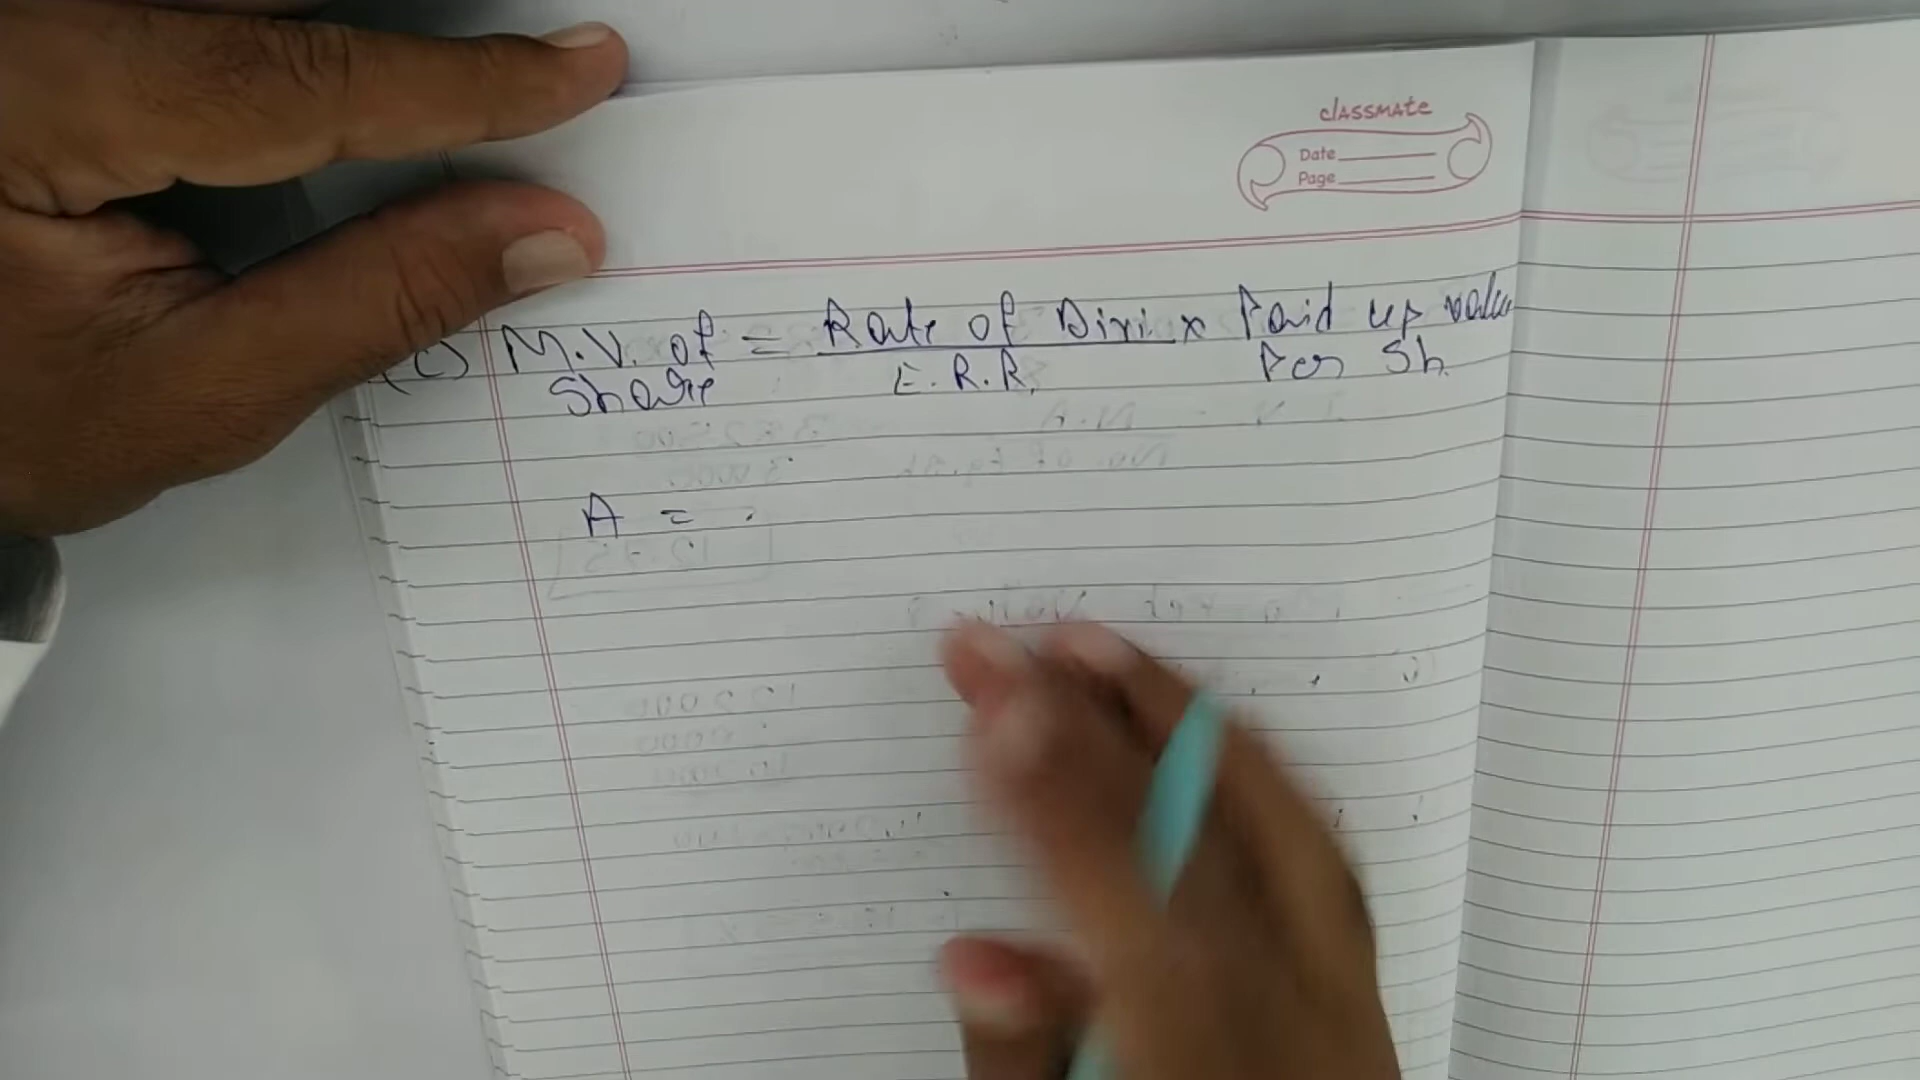 classmate
Date
Page
(c) M.V. of = Rate of Divi. x Paid up value
Share E.R.R. Per Sh.
A =